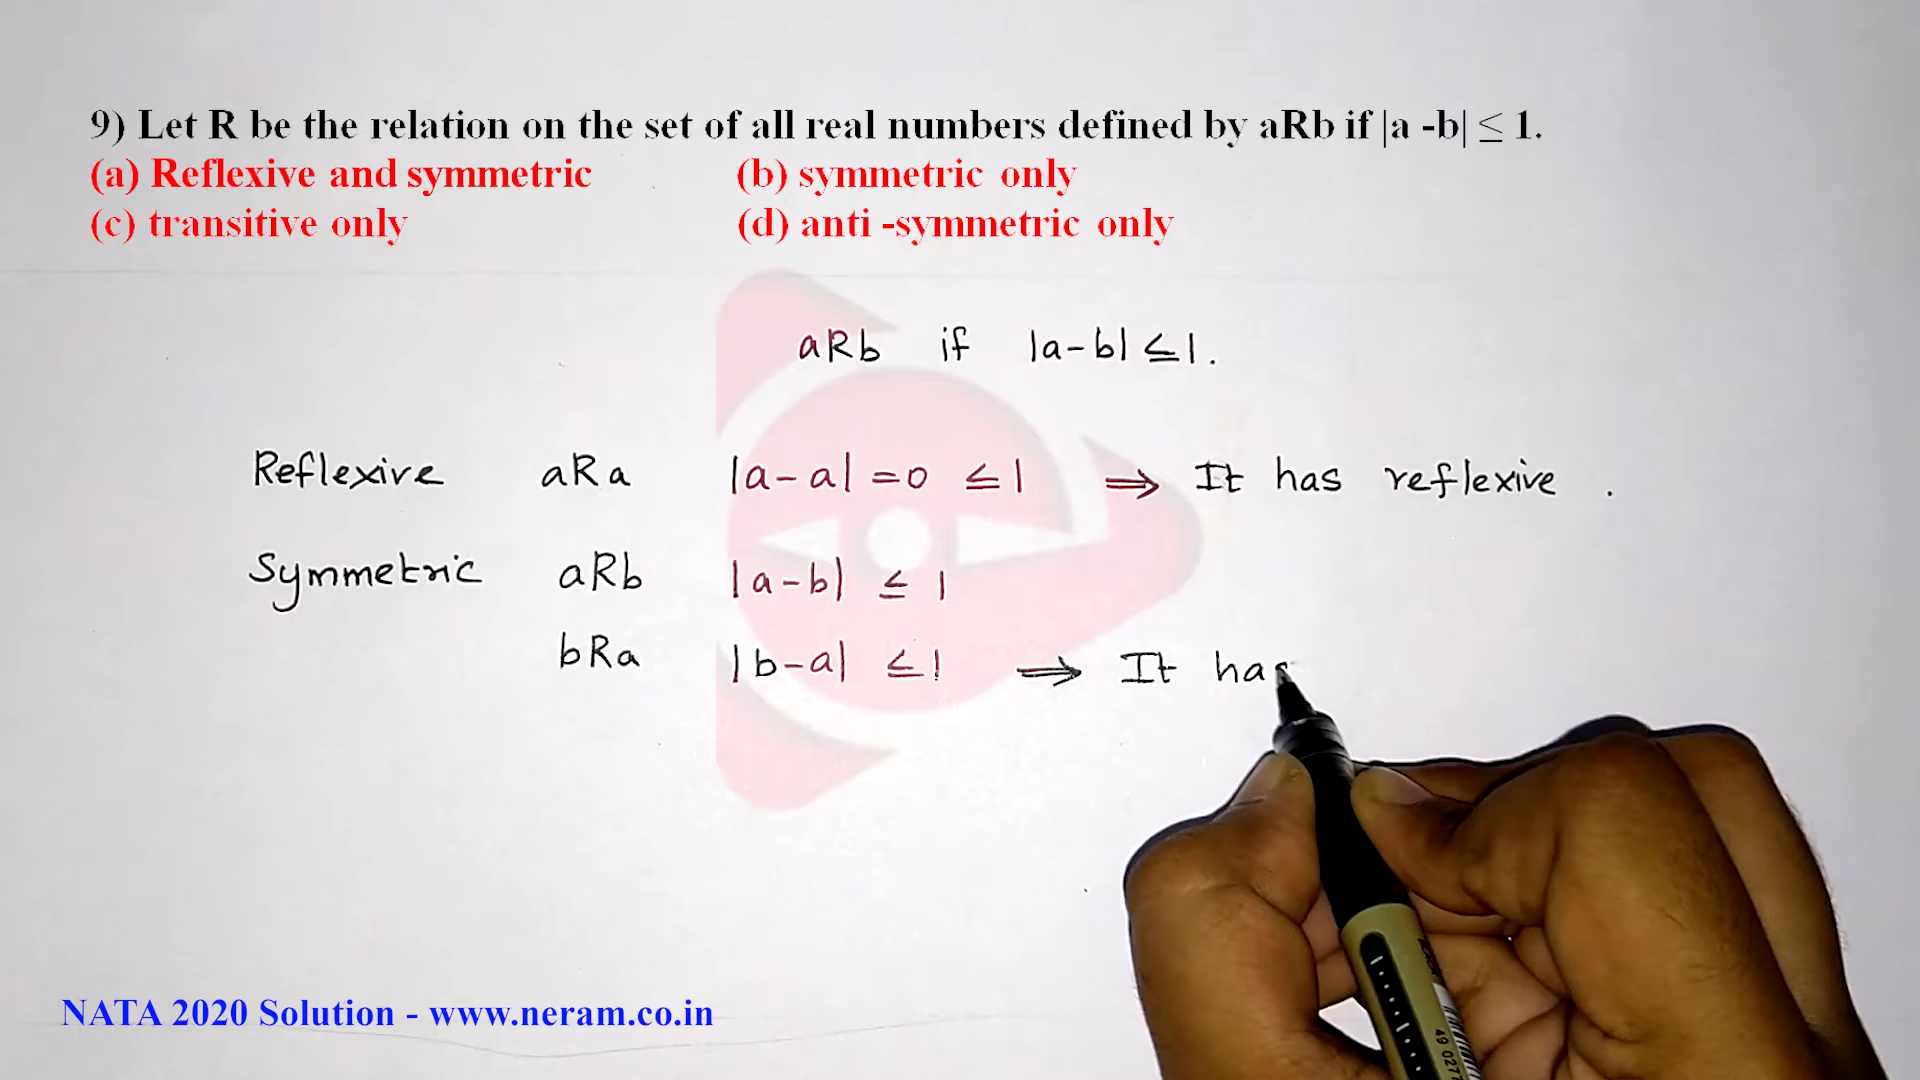 9) Let R be the relation on the set of all real numbers defined by aRb if |a -b| ≤ 1.
(a) Reflexive and symmetric (b) symmetric only
(c) transitive only (d) anti -symmetric only
aRb if |a-b| ≤ 1.
Reflexive aRa |a-a| =0 ≤ 1 ⇒ It has reflexive .
Symmetric aRb |a-b| ≤ 1
bRa |b-a| ≤ 1 ⇒ It has
NATA 2020 Solution - www.neram.co.in